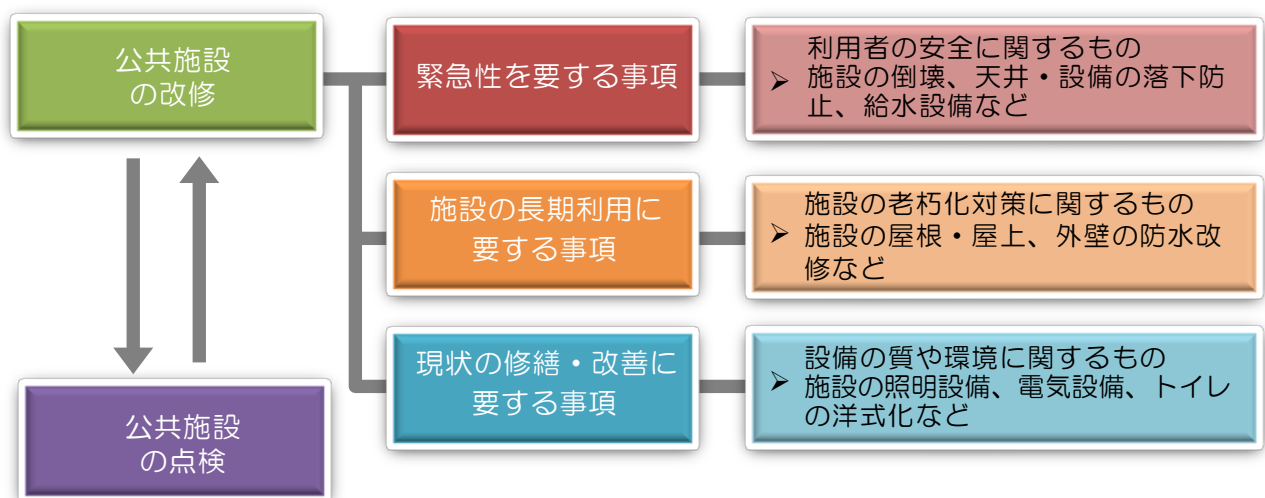 公共施設
の改修
緊急性を要する事項
利用者の安全に関するもの
➢ 施設の倒壊、天井・設備の落下防
止、給水設備など
施設の長期利用に
要する事項
施設の老朽化対策に関するもの
➢ 施設の屋根・屋上、外壁の防水改
修など
現状の修繕・改善に
要する事項
設備の質や環境に関するもの
➢ 施設の照明設備、電気設備、トイレ
の洋式化など
公共施設
の点検